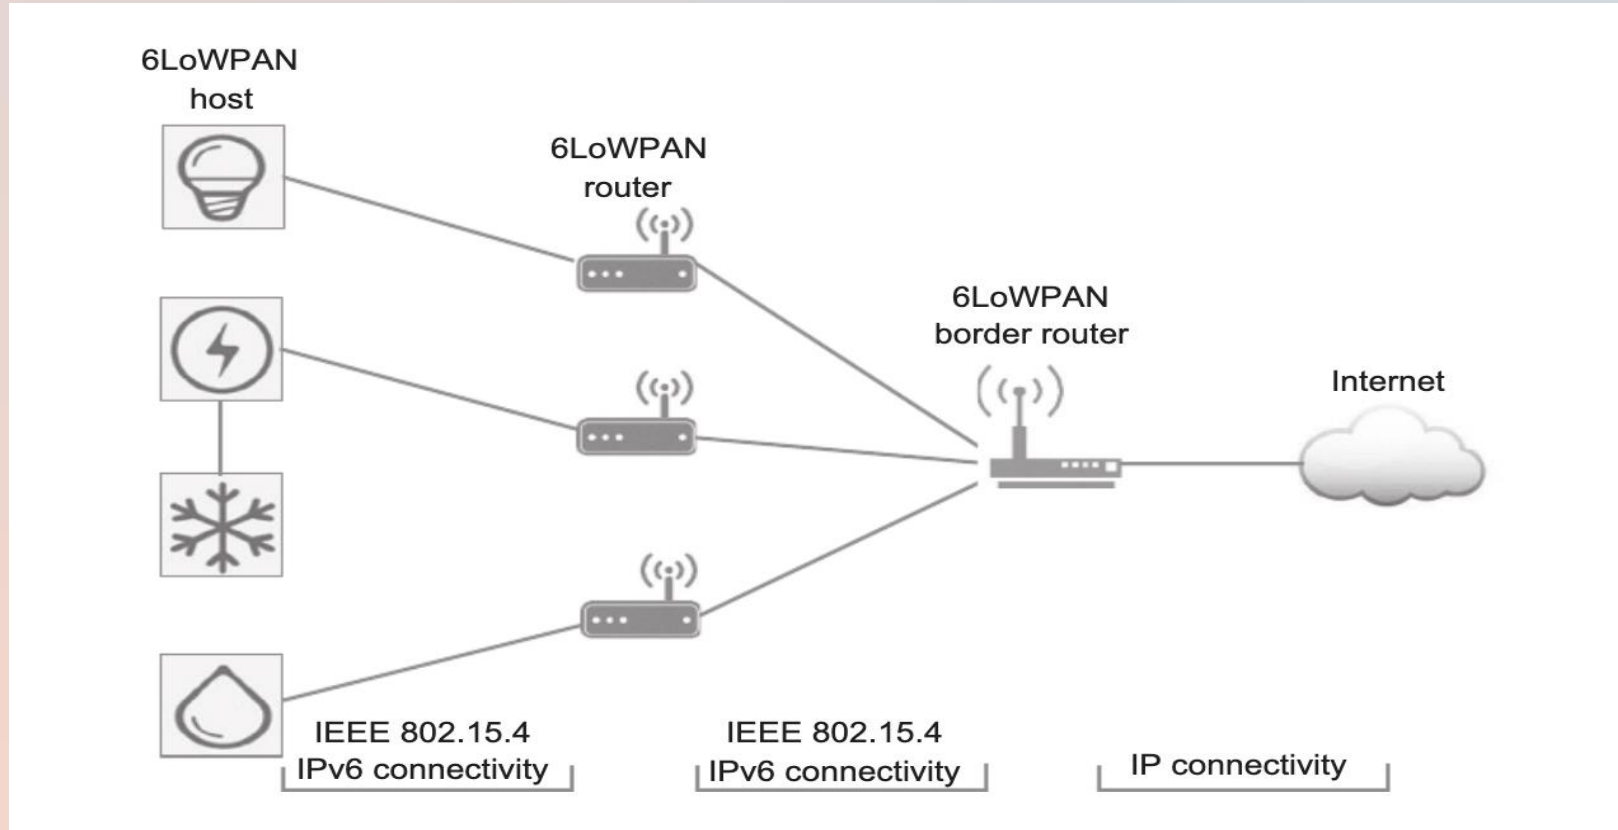 6LoWPAN
host
6LoWPAN
router
6LoWPAN
border router
Internet
IEEE 802.15.4
IPv6 connectivity
IEEE 802.15.4
IPv6 connectivity
IP connectivity